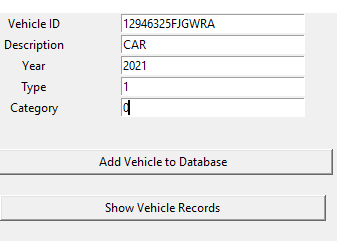 Vehicle ID 12946325FJGWRA
Description CAR
Year 2021
Type 1
Category 0
Add Vehicle to Database
Show Vehicle Records